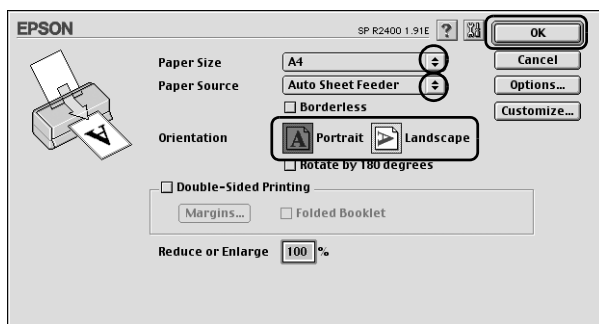 EPSON SP R2400 1.91E ? OK
Paper Size A4 Cancel
Paper Source Auto Sheet Feeder Options...
Borderless Customize...
Orientation A Portrait A Landscape
Rotate by 180 degrees
Double-Sided Printing
Margins... Folded Booklet
Reduce or Enlarge 100 %
A